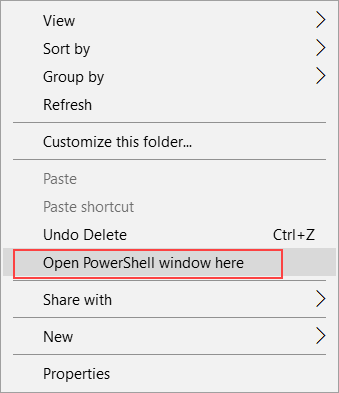 View
Sort by
Group by
Refresh
Customize this folder...
Paste
Paste shortcut
Undo Delete Ctrl+Z
Open PowerShell window here
Share with
New
Properties